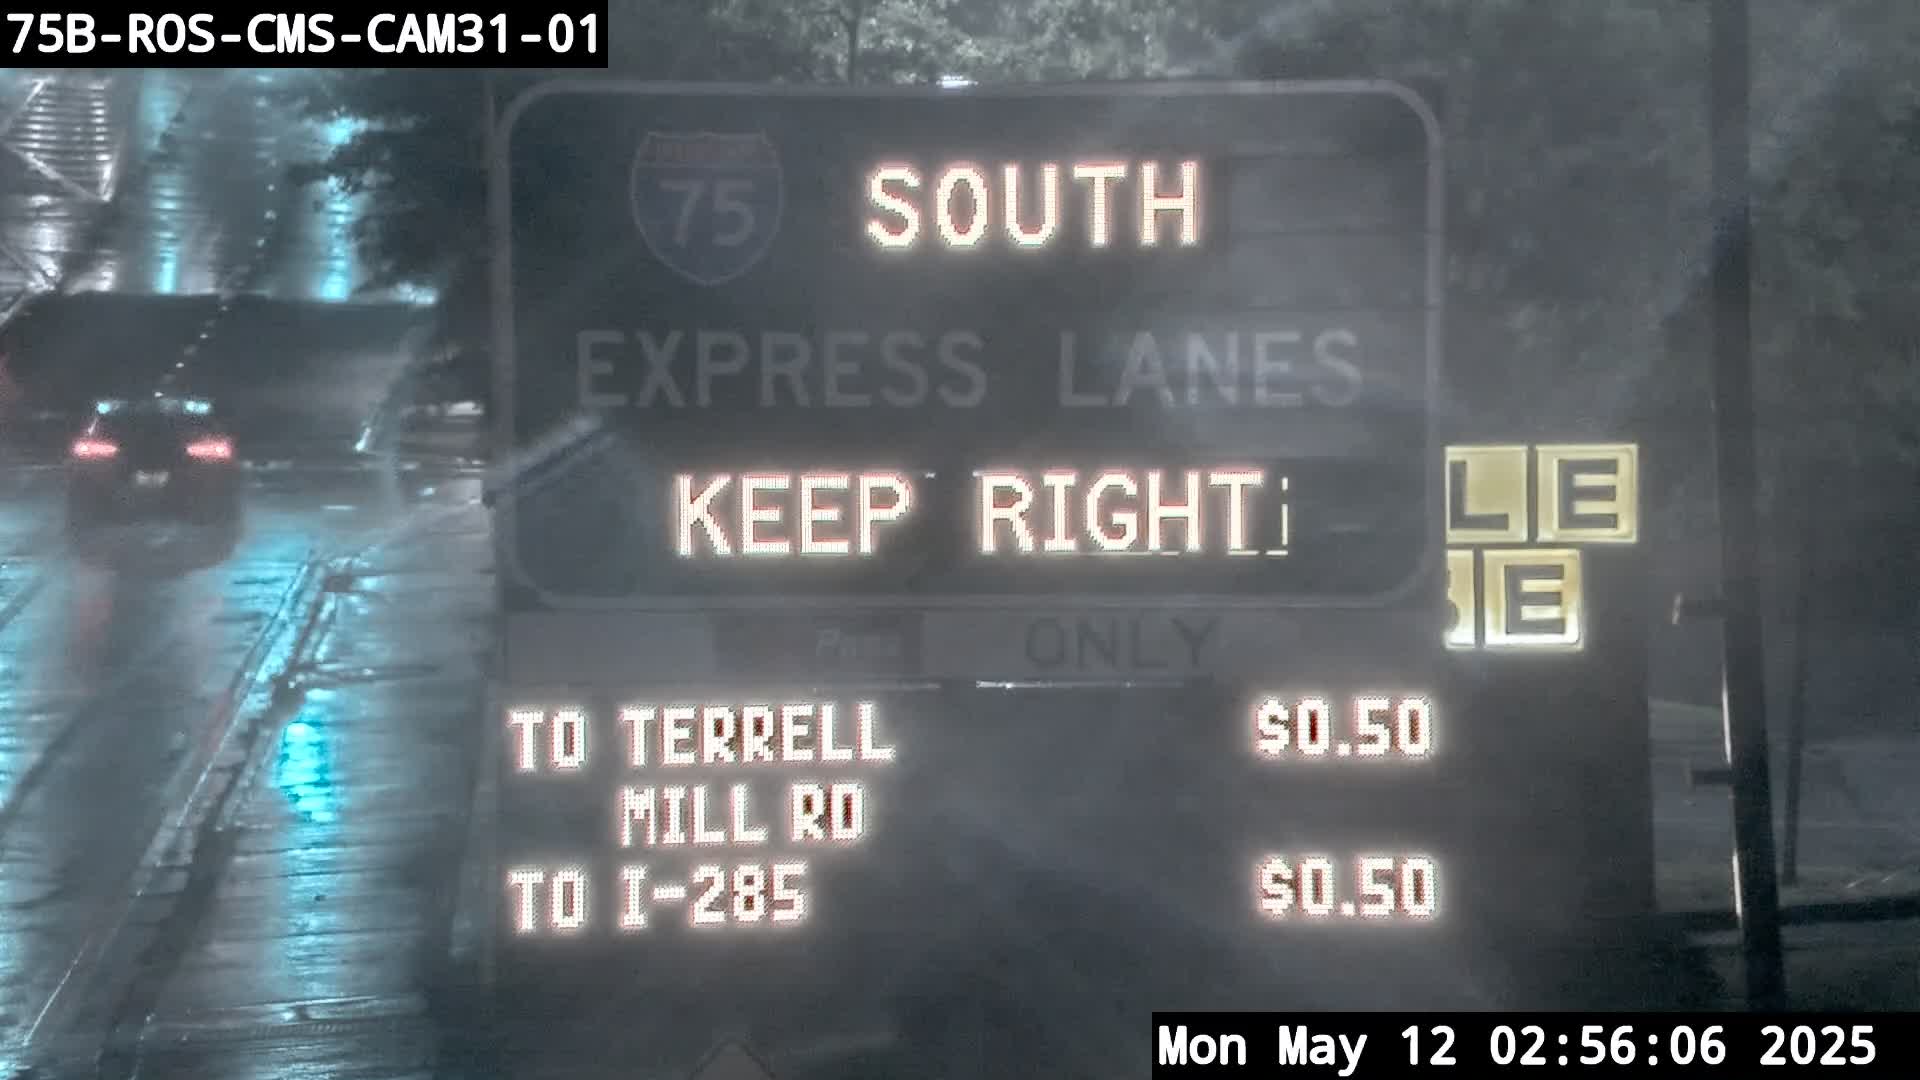 75B-ROS-CMS-CAM31-01
75 SOUTH
EXPRESS LANES
KEEP RIGHT
LE
E
ONLY
TO TERRELL $0.50
MILL RD
TO I-285 $0.50
Mon May 12 02:56:06 2025